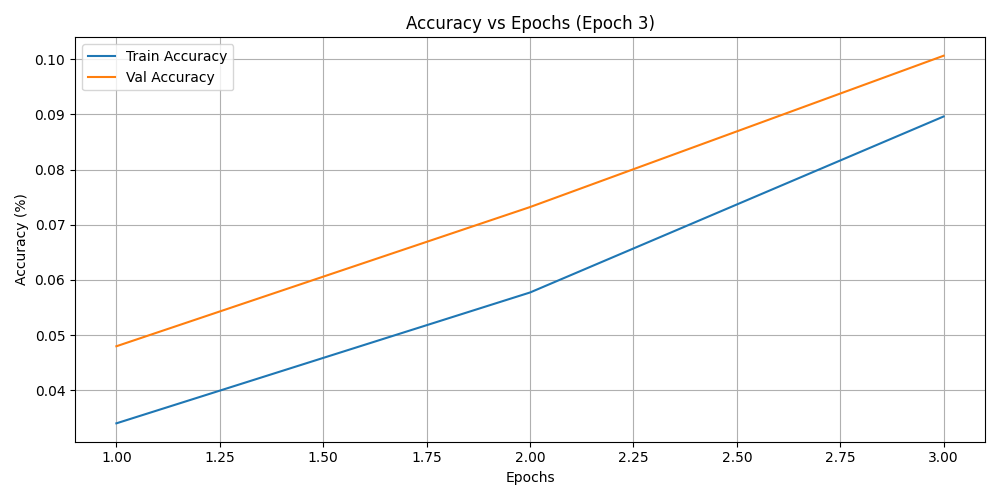 Accuracy vs Epochs (Epoch 3)
Train Accuracy
Val Accuracy
Accuracy (%)
0.10
0.09
0.08
0.07
0.06
0.05
0.04
1.00 1.25 1.50 1.75 2.00 2.25 2.50 2.75 3.00
Epochs